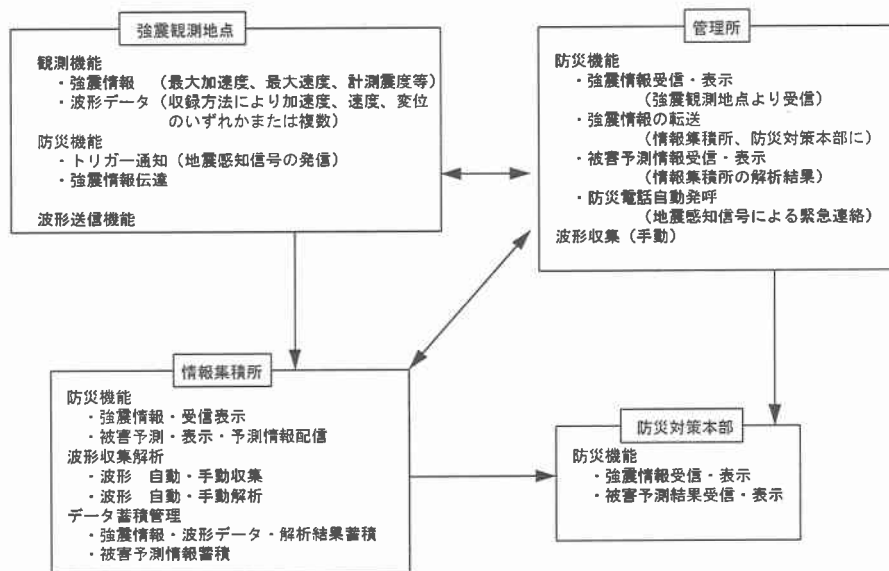 強震観測地点
観測機能
・強震情報　（最大加速度、最大速度、計測震度等）
・波形データ（収録方法により加速度、速度、変位
のいずれかまたは複数）
防災機能
・トリガー通知（地震感知信号の発信）
・強震情報伝達
波形送信機能
管理所
防災機能
・強震情報受信・表示
（強震観測地点より受信）
・強震情報の転送
（情報集積所、防災対策本部に）
・被害予測情報受信・表示
（情報集積所の解析結果）
・防災電話自動発呼
（地震感知信号による緊急連絡）
波形収集（手動）
情報集積所
防災機能
・強震情報・受信表示
・被害予測・表示・予測情報配信
波形収集解析
・波形　自動・手動収集
・波形　自動・手動解析
データ蓄積管理
・強震情報・波形データ・解析結果蓄積
・被害予測情報蓄積
防災対策本部
防災機能
・強震情報受信・表示
・被害予測結果受信・表示